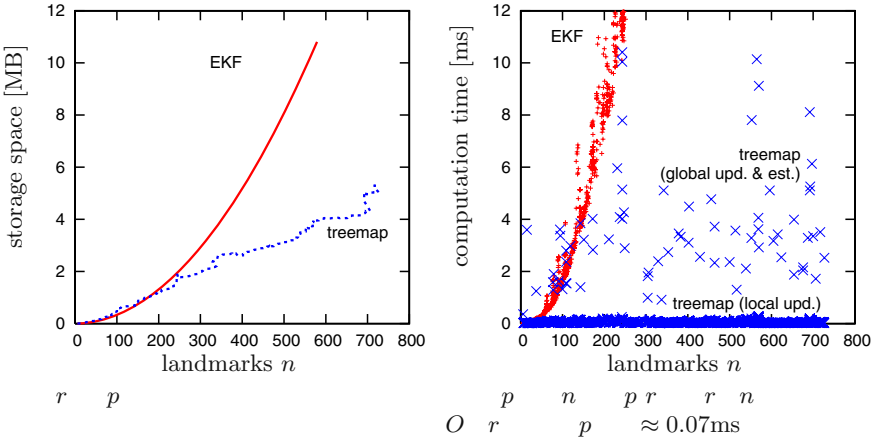 12
10
8
6
4
2
0
0 100 200 300 400 500 600 700 800
storage space [MB]
landmarks n
EKF
treemap
12
10
8
6
4
2
0
0 100 200 300 400 500 600 700 800
computation time [ms]
landmarks n
EKF
treemap
(global upd. & est.)
treemap (local upd.)
r p
p n p r r n
O r p ≈ 0.07ms